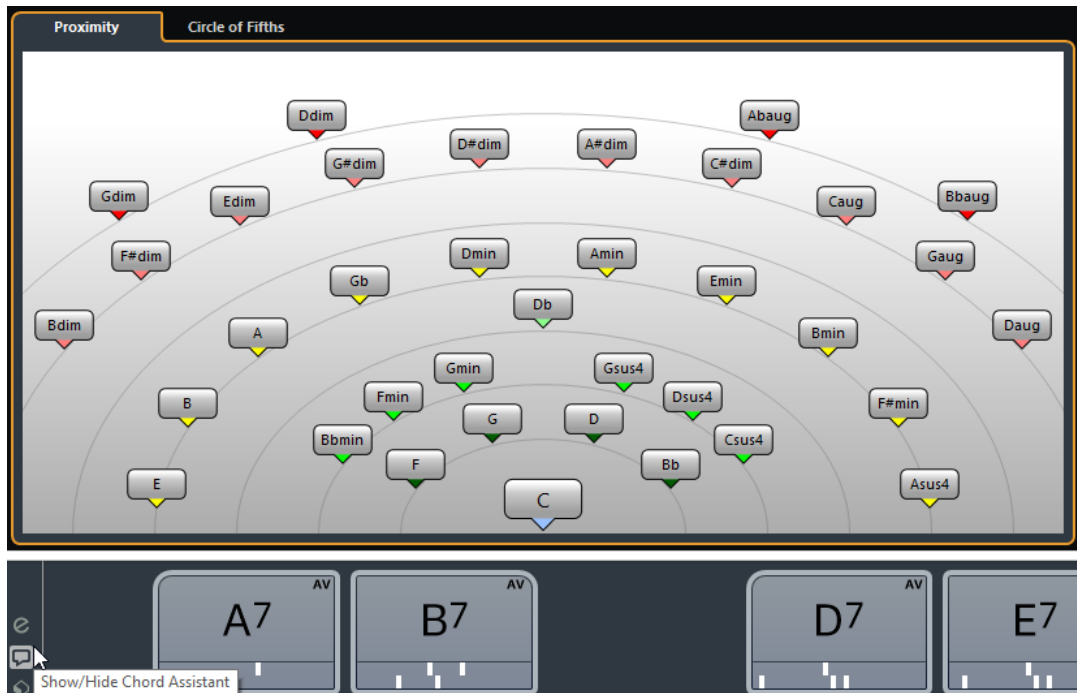 Proximity Circle of Fifths
Ddim Abaug
D#dim A#dim
G#dim C#dim
Gdim Bbaug
Edim Caug
F#dim Gaug
Dmin Amin
Gb Emin
Db
Bdim Daug
A Bmin
Gmin Gsus4
Fmin Dsus4
B F#min
G D
Bbmin Csus4
F Bb
E Asus4
C
AV AV AV
A7 B7 D7 E7
e
Show/Hide Chord Assistant